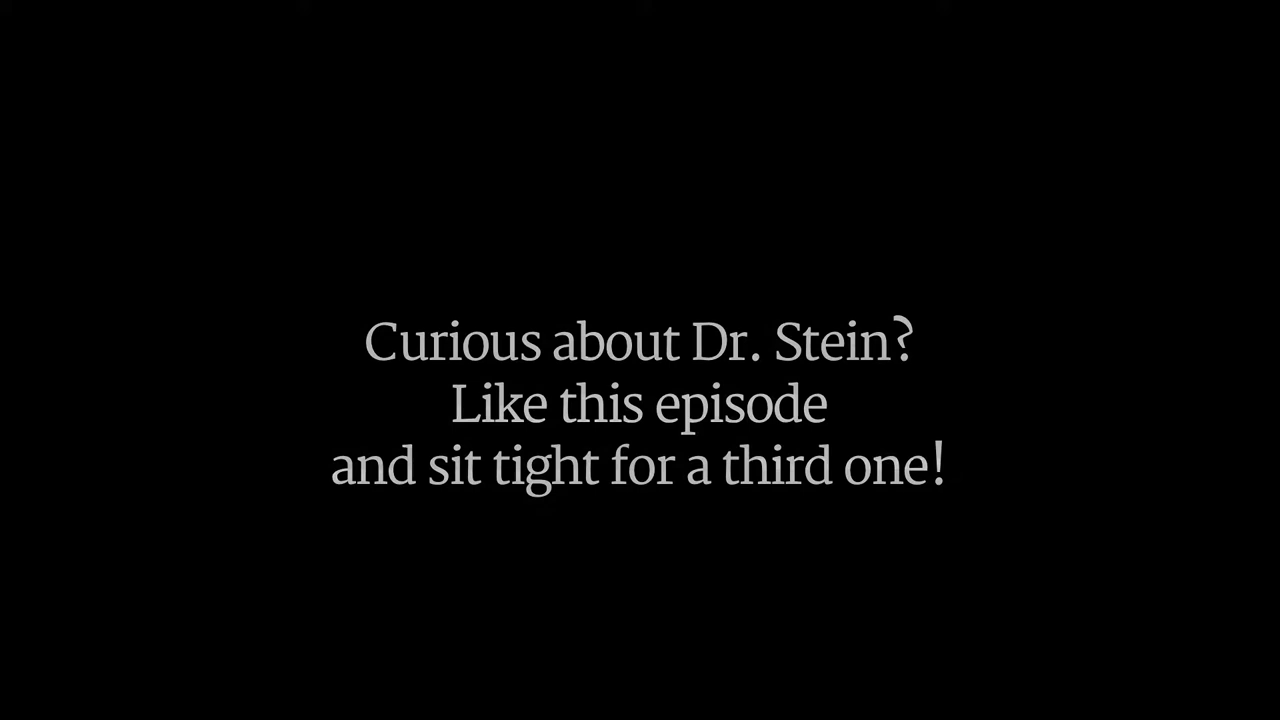 Curious about Dr. Stein?
Like this episode
and sit tight for a third one!